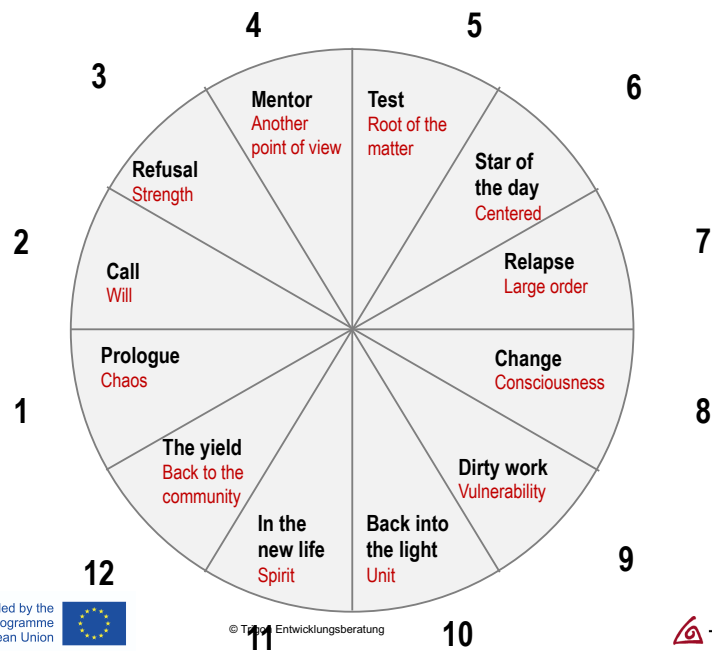 4
5
3
6
Mentor
Another
point of view
Test
Root of the
matter
Refusal
Strength
Star of
the day
Centered
2
7
Call
Will
Relapse
Large order
Prologue
Chaos
Change
Consciousness
1
8
The yield
Back to the
community
Dirty work
Vulnerability
In the
new life
Spirit
Back into
the light
Unit
12
9
led by the
ogramme
ean Union
© Trigon Entwicklungsberatung
11
10